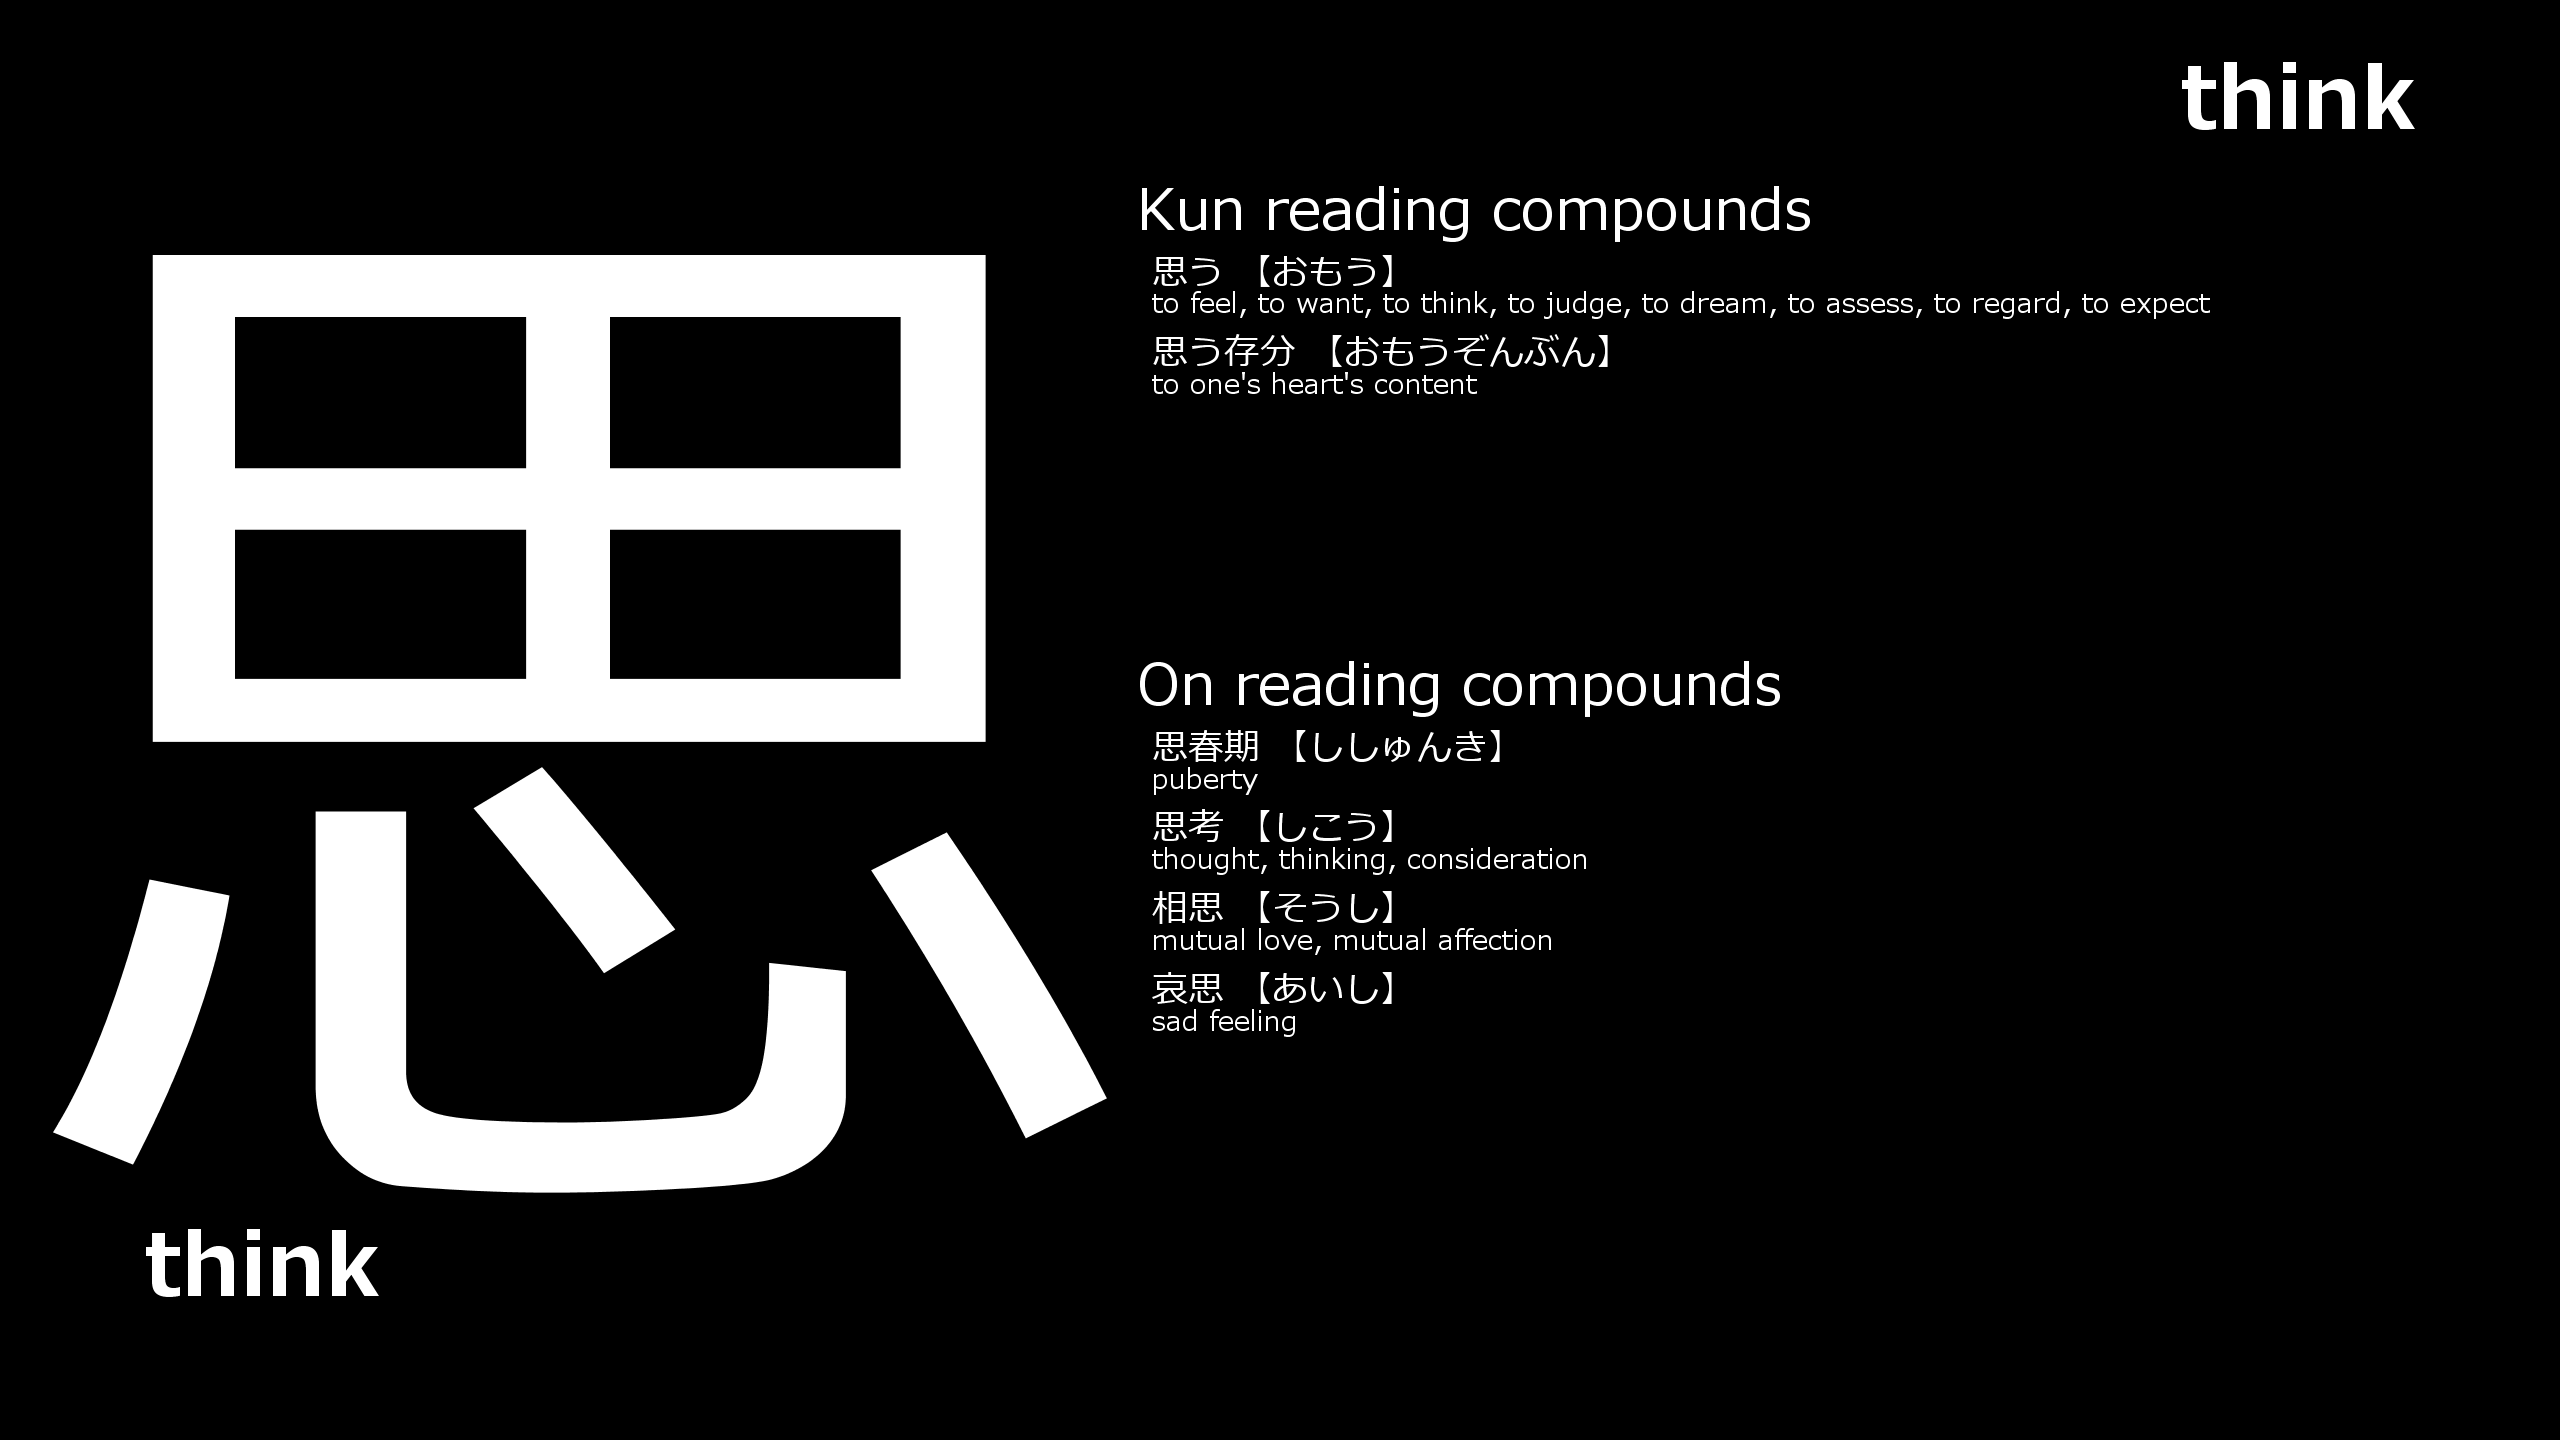 think
思
think
Kun reading compounds
思う 【おもう】
to feel, to want, to think, to judge, to dream, to assess, to regard, to expect
思う存分 【おもうぞんぶん】
to one's heart's content
On reading compounds
思春期 【ししゅんき】
puberty
思考 【しこう】
thought, thinking, consideration
相思 【そうし】
mutual love, mutual affection
哀思 【あいし】
sad feeling